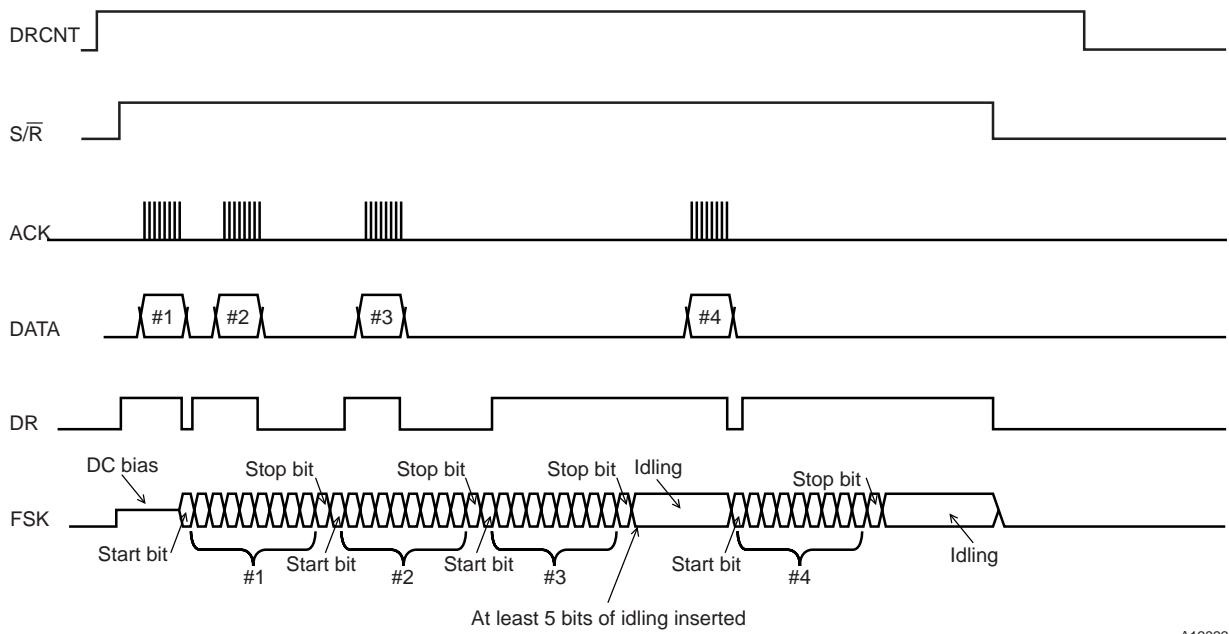 DRCNT
S/R̅
ACK
DATA
#1
#2
#3
#4
DR
DC bias
Stop bit
Stop bit
Stop bit
Idling
Stop bit
FSK
Start bit
Start bit
Start bit
Start bit
Idling
#1
#2
#3
#4
At least 5 bits of idling inserted